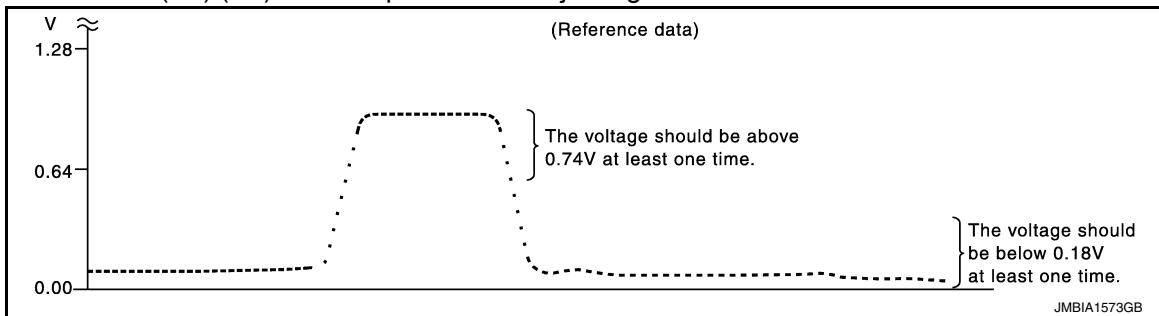 V
(Reference data)
1.28
The voltage should be above
0.74V at least one time.
0.64
The voltage should
be below 0.18V
at least one time.
0.00
JMBIA1573GB